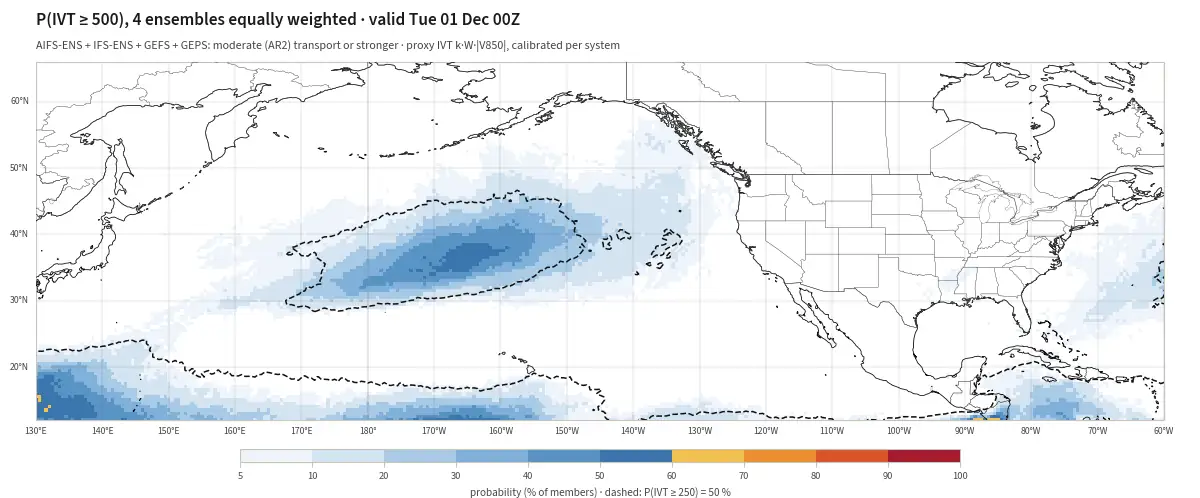 P(IVT ≥ 500), 4 ensembles equally weighted · valid Tue 01 Dec 00Z
AIFS-ENS + IFS-ENS + GEFS + GEPS: moderate (AR2) transport or stronger · proxy IVT k·W·|V850|, calibrated per system
60°N
50°N
40°N
30°N
20°N
130°E 140°E 150°E 160°E 170°E 180° 170°W 160°W 150°W 140°W 130°W 120°W 110°W 100°W 90°W 80°W 70°W 60°W
5 10 20 30 40 50 60 70 80 90 100
probability (% of members) · dashed: P(IVT ≥ 250) = 50 %